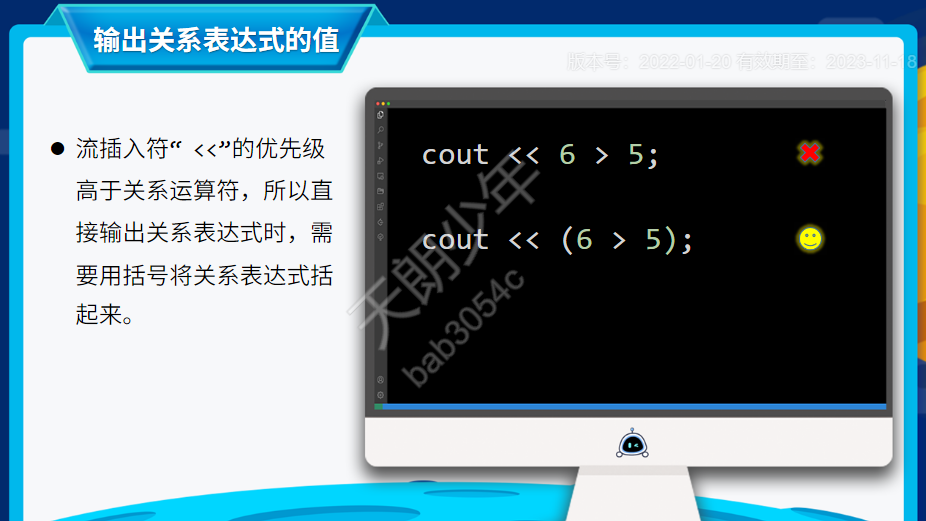 输出关系表达式的值
版本号：2022-01-20 有效期至：2023-11-18
● 流插入符“ <<”的优先级
高于关系运算符，所以直
接输出关系表达式时，需
要用括号将关系表达式括
起来。
cout << 6 > 5;
cout << (6 > 5);
天朗少年
bab3054c